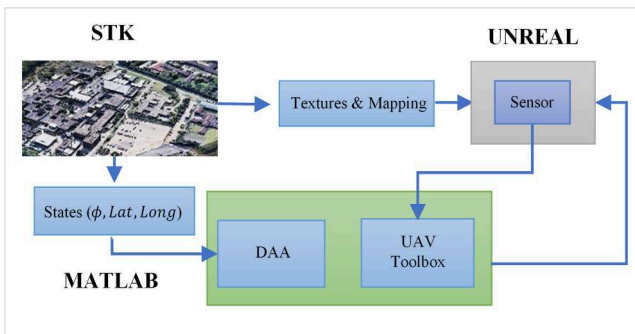 STK
UNREAL
Textures & Mapping
Sensor
States (ϕ, Lat, Long)
DAA
UAV
Toolbox
MATLAB